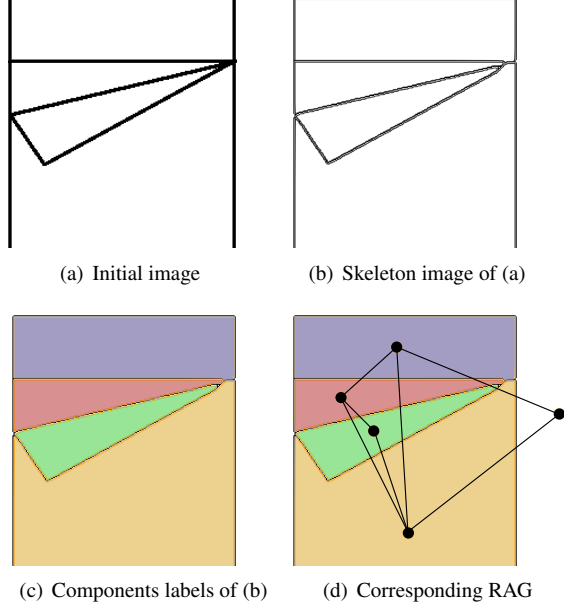 (a) Initial image
(b) Skeleton image of (a)
(c) Components labels of (b)
(d) Corresponding RAG